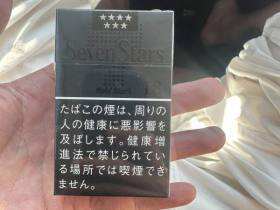 Seven Stars
たばこの煙は、周りの
人の健康に悪影響を
及ぼします。健康増
進法で禁じられてい
る場所では喫煙でき
ません。